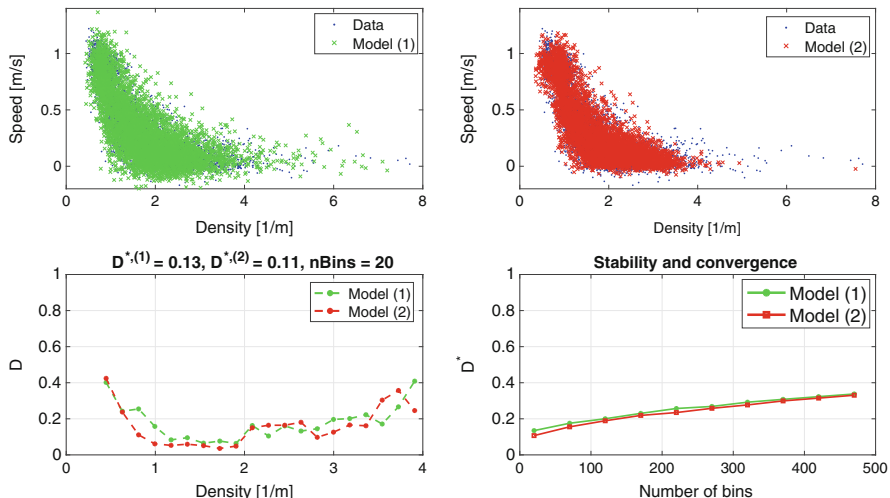 Data
Model (1)
Speed [m/s]
1
0.5
0
0 2 4 6 8
Density [1/m]
Data
Model (2)
Speed [m/s]
1
0.5
0
0 2 4 6 8
Density [1/m]
D*,(1) = 0.13, D*,(2) = 0.11, nBins = 20
Model (1)
Model (2)
D
1
0.8
0.6
0.4
0.2
0
0 1 2 3 4
Density [1/m]
Stability and convergence
Model (1)
Model (2)
D*
1
0.8
0.6
0.4
0.2
0
0 100 200 300 400 500
Number of bins